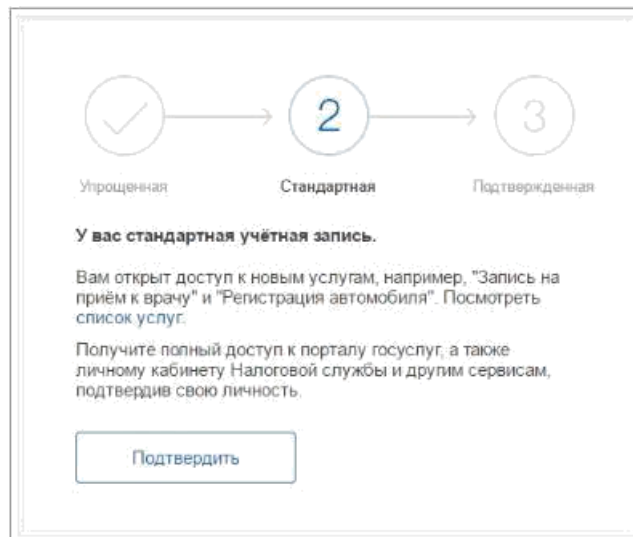 2
3
Упрощенная
Стандартная
Подтвержденная
У вас стандартная учётная запись.
Вам открыт доступ к новым услугам, например, "Запись на
приём к врачу" и "Регистрация автомобиля". Посмотреть
список услуг.
Получите полный доступ к порталу госуслуг, а также
личному кабинету Налоговой службы и другим сервисам,
подтвердив свою личность.
Подтвердить